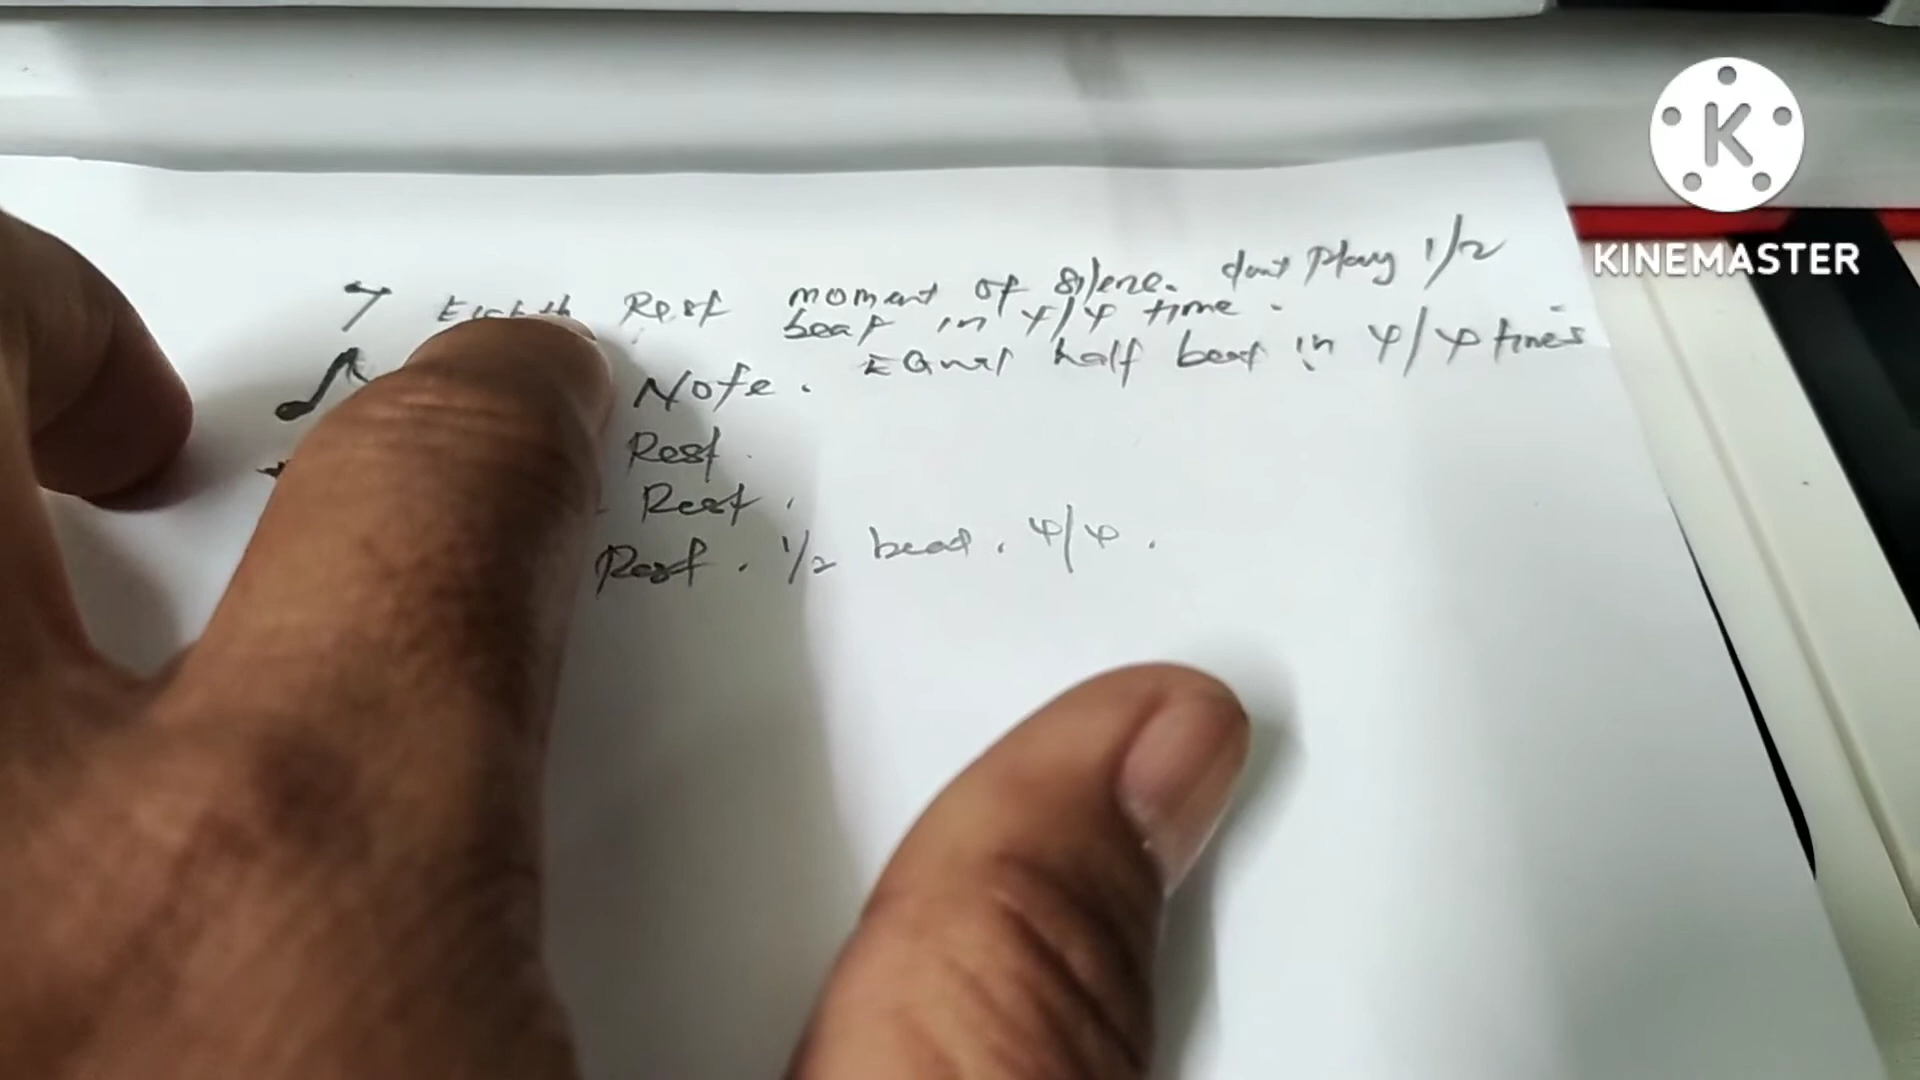 Eighth Rest moment of silence. dont Play 1/2
beat in 4/4 time.
Note. Equal half beat in 4/4 times
Rest.
Rest.
Rest. 1/2 beat. 4/4.
K
KINEMASTER